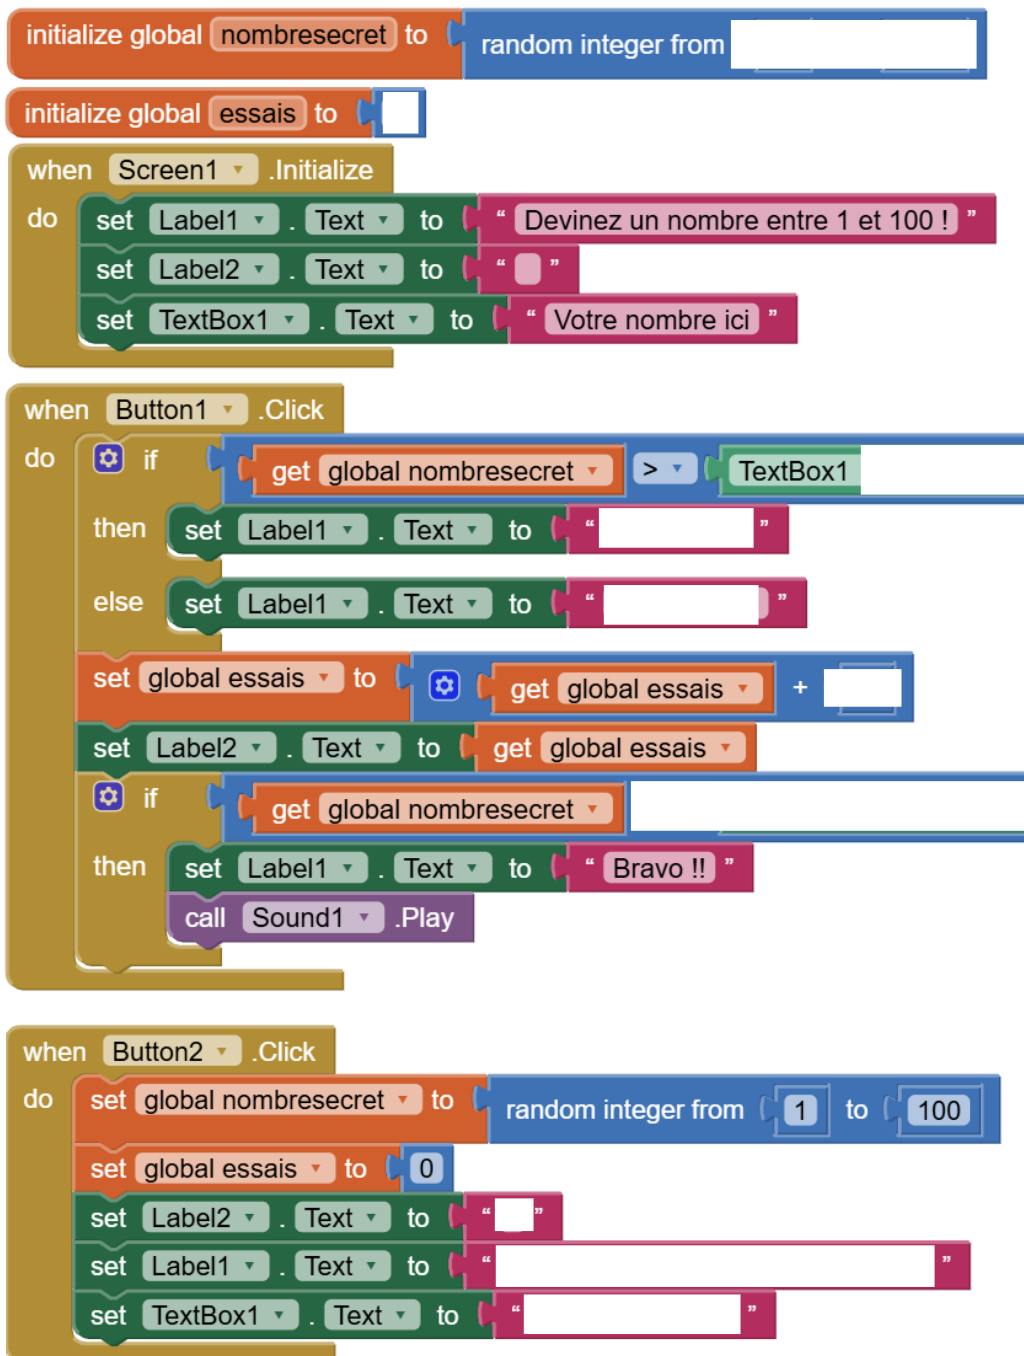 initialize global nombresecret to random integer from
initialize global essais to
when Screen1 .Initialize
do set Label1 . Text to “ Devinez un nombre entre 1 et 100 ! ”
set Label2 . Text to “ ”
set TextBox1 . Text to “ Votre nombre ici ”
when Button1 .Click
do if get global nombresecret > TextBox1
then set Label1 . Text to “ ”
else set Label1 . Text to “ ”
set global essais to get global essais +
set Label2 . Text to get global essais
if get global nombresecret
then set Label1 . Text to “ Bravo !! ”
call Sound1 .Play
when Button2 .Click
do set global nombresecret to random integer from 1 to 100
set global essais to 0
set Label2 . Text to “ ”
set Label1 . Text to “ ”
set TextBox1 . Text to “ ”